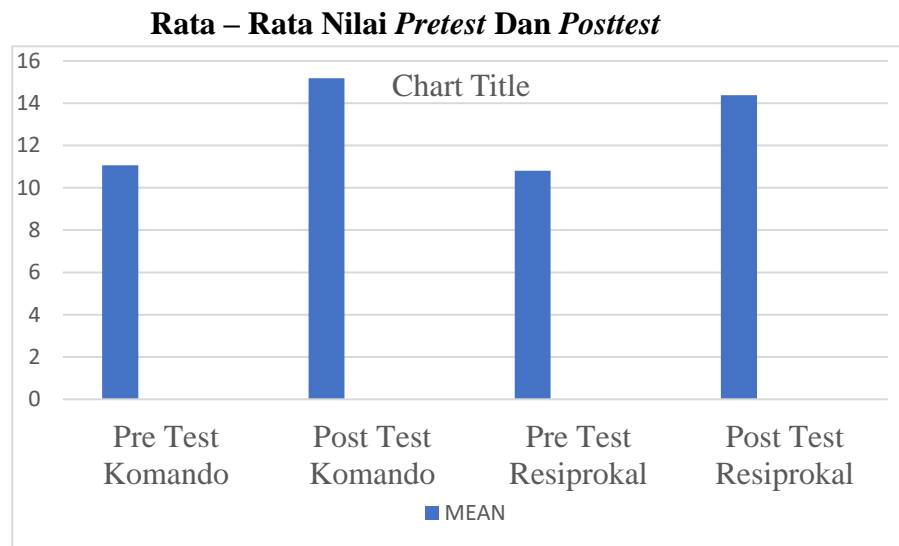 Rata – Rata Nilai Pretest Dan Posttest
Chart Title
16
14
12
10
8
6
4
2
0
Pre Test Komando
Post Test Komando
Pre Test Resiprokal
Post Test Resiprokal
MEAN